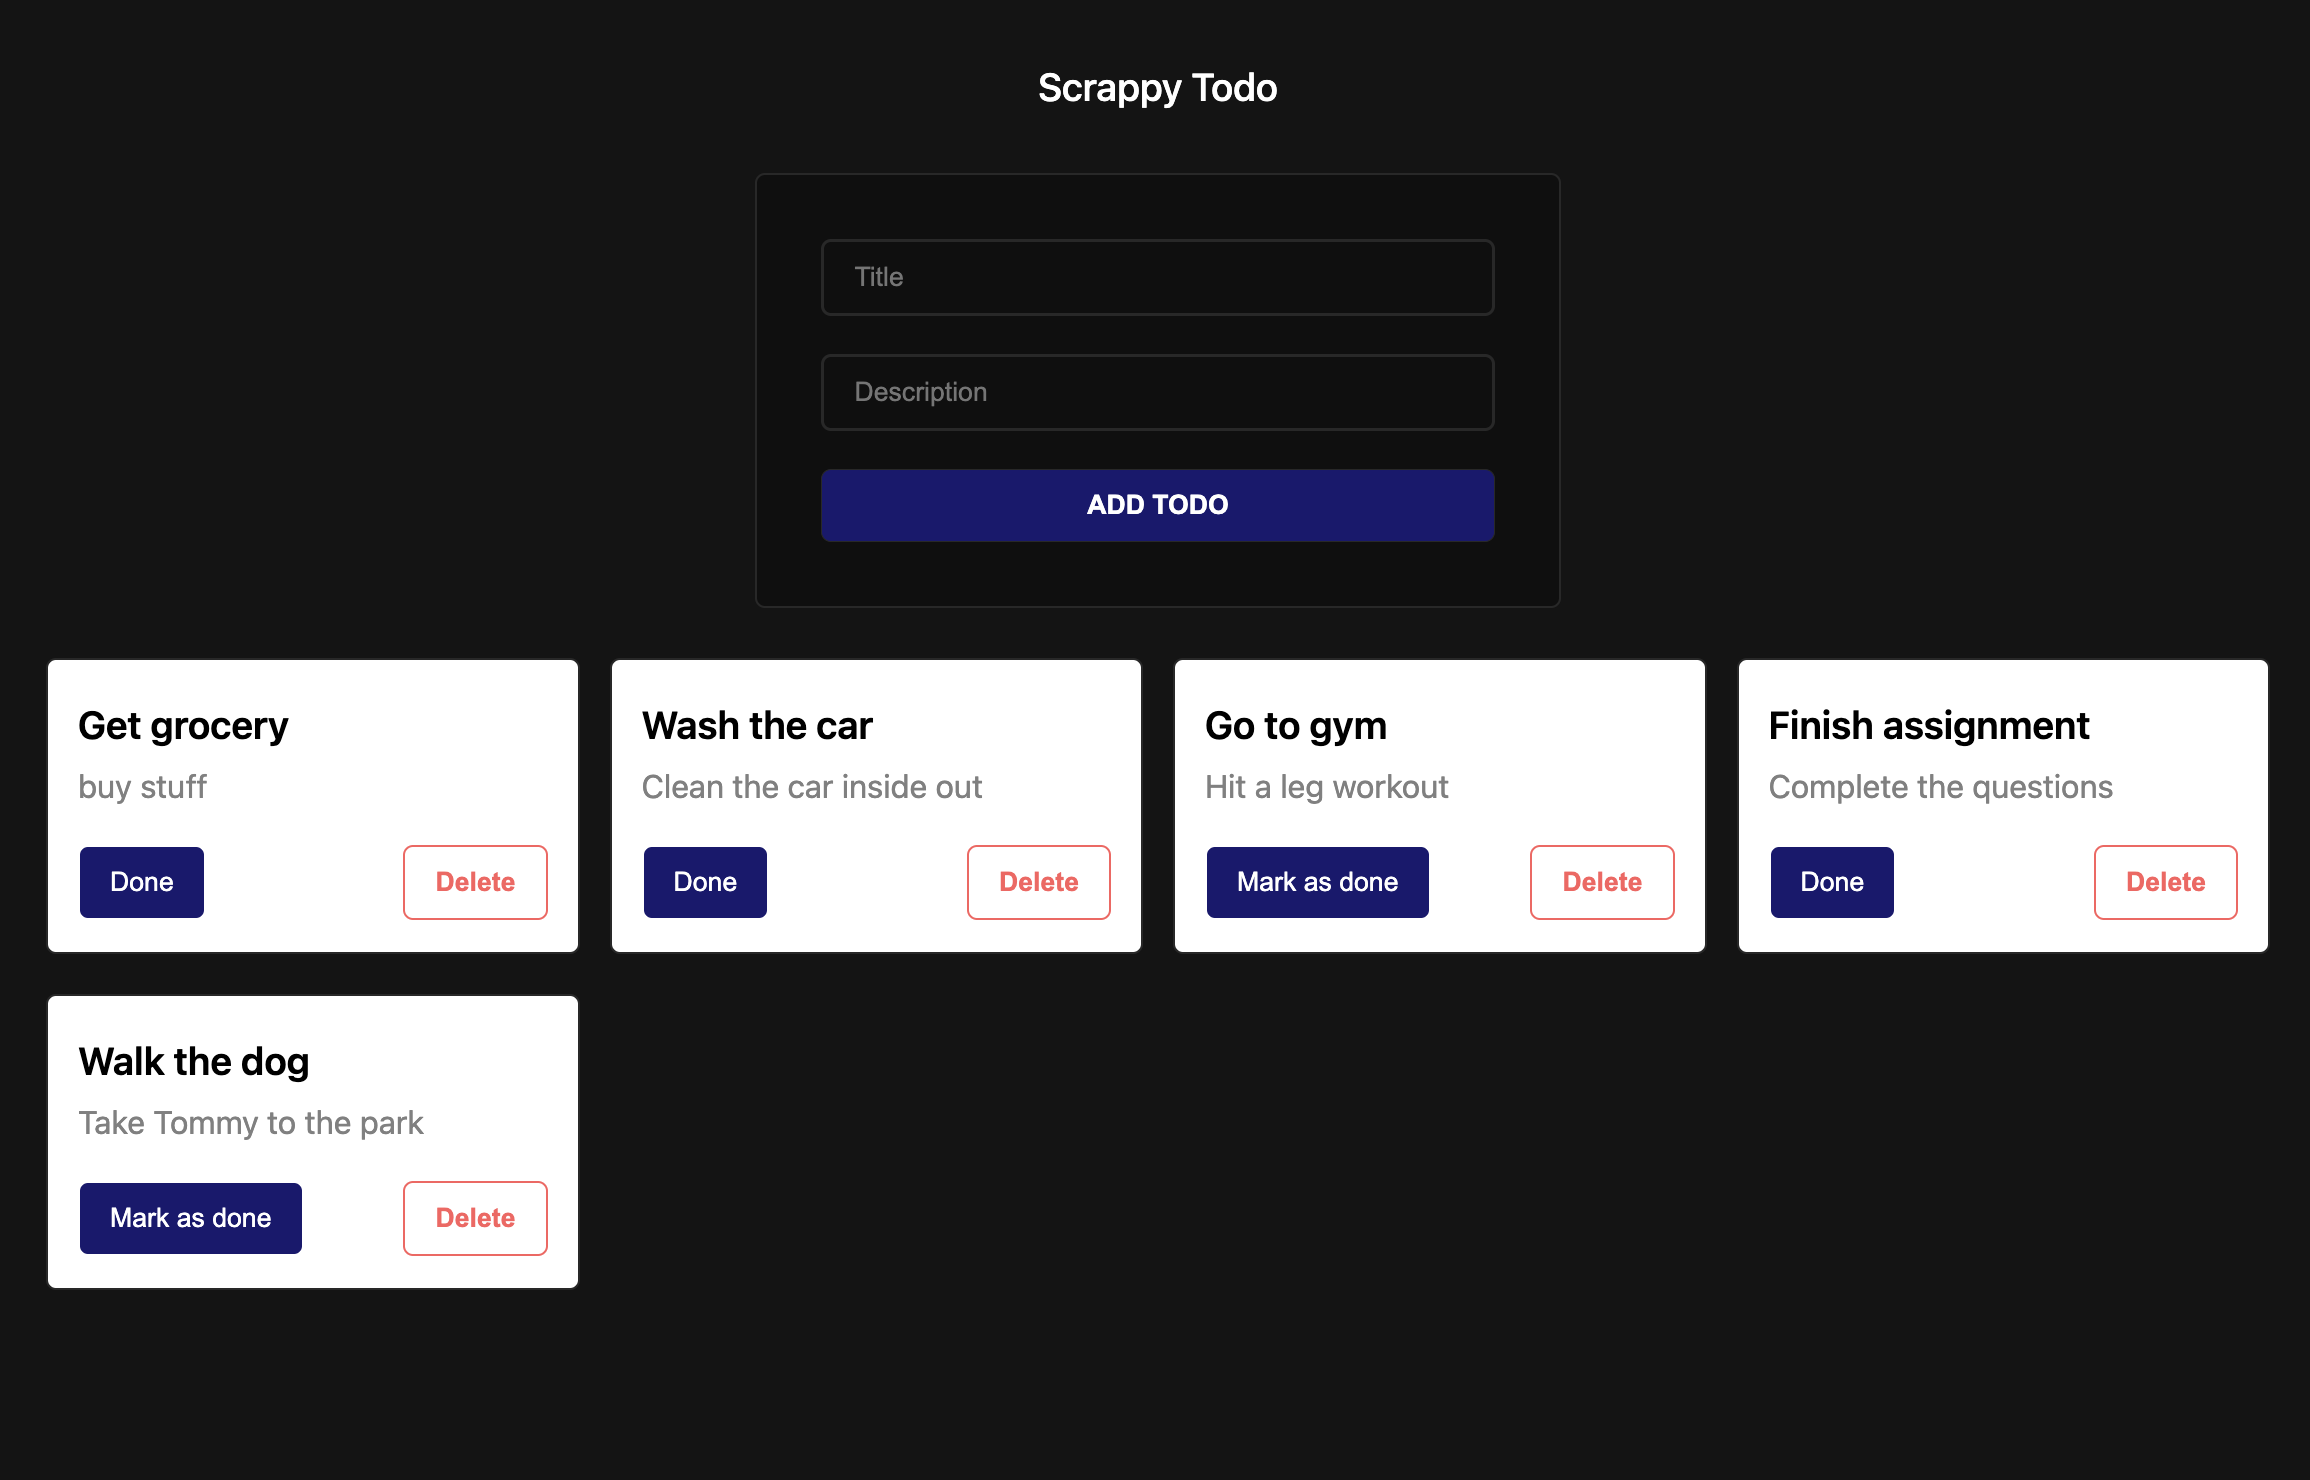 Scrappy Todo
Title
Description
ADD TODO
Get grocery
buy stuff
Done
Delete
Wash the car
Clean the car inside out
Done
Delete
Go to gym
Hit a leg workout
Mark as done
Delete
Finish assignment
Complete the questions
Done
Delete
Walk the dog
Take Tommy to the park
Mark as done
Delete